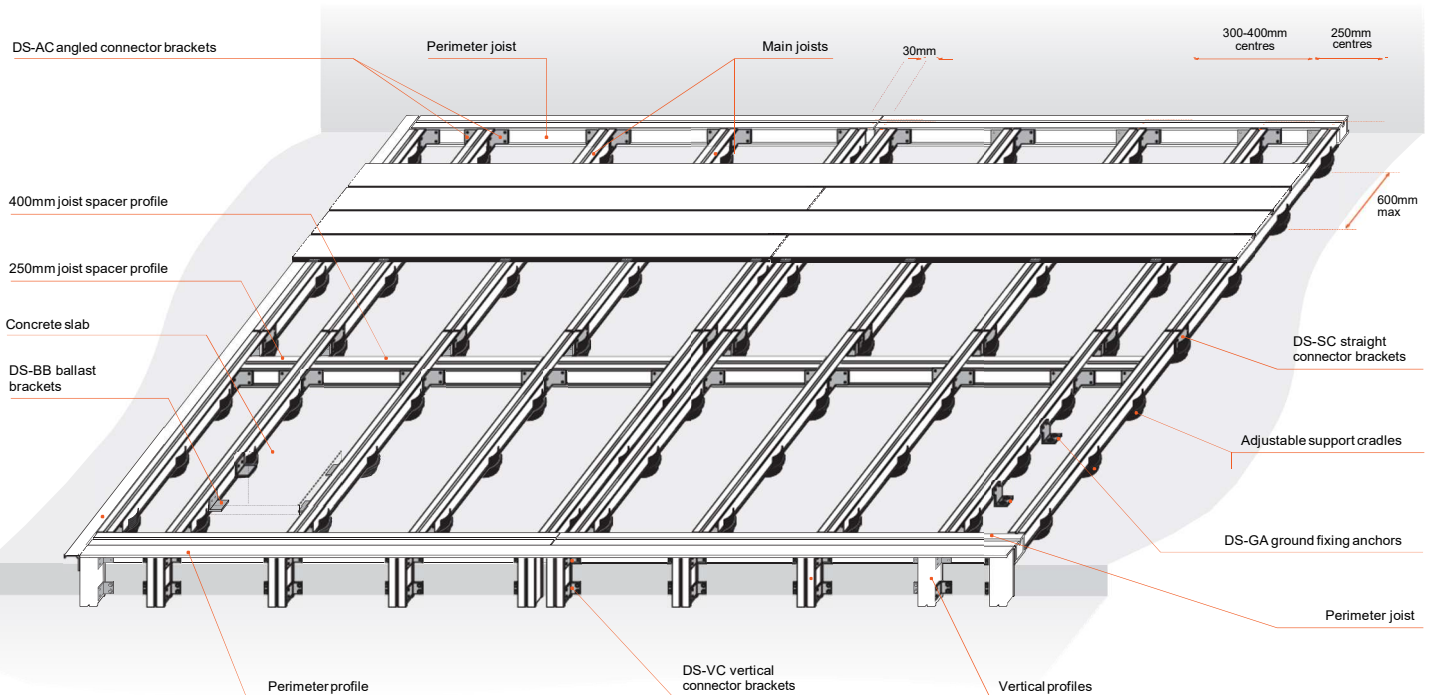 DS-AC angled connector brackets
Perimeter joist
Main joists
30mm
300-400mm
centres
250mm
centres
400mm joist spacer profile
600mm
max
250mm joist spacer profile
Concrete slab
DS-BB ballast
brackets
DS-SC straight
connector brackets
Adjustable support cradles
DS-GA ground fixing anchors
Perimeter joist
Perimeter profile
DS-VC vertical
connector brackets
Vertical profiles